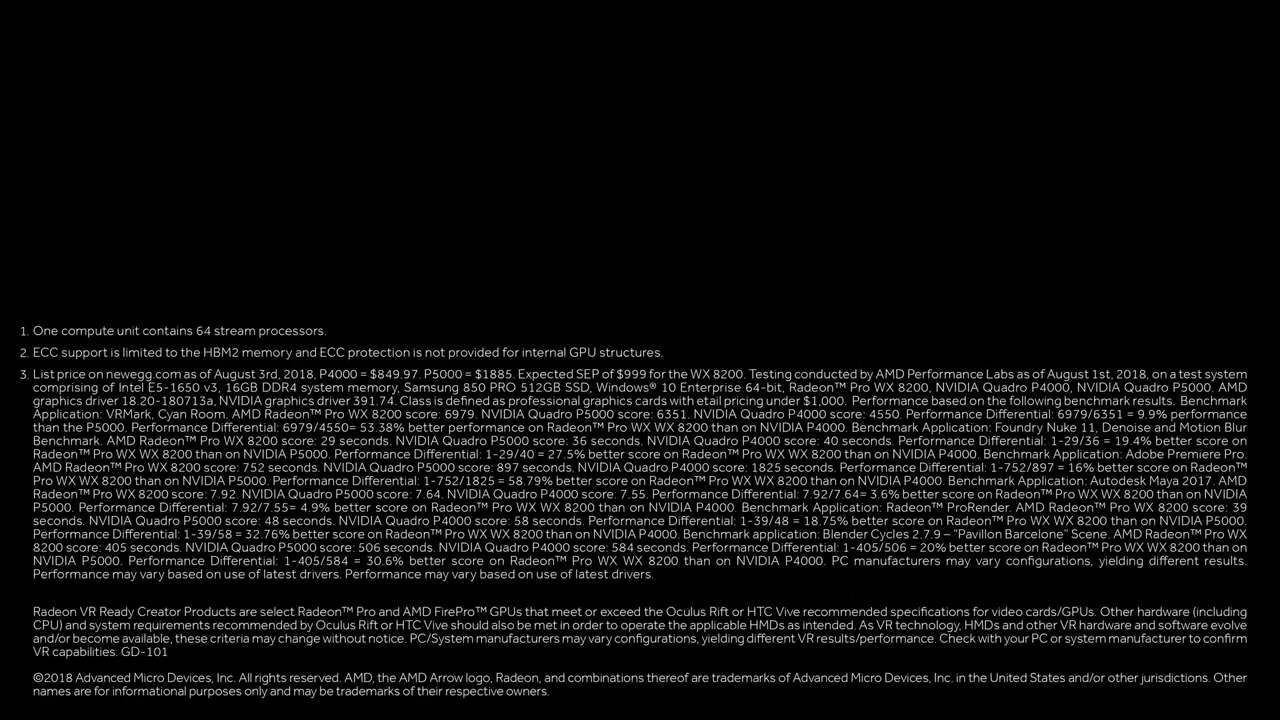 1. One compute unit contains 64 stream processors.
2. ECC support is limited to the HBM2 memory and ECC protection is not provided for internal GPU structures.
3. List price on newegg.com as of August 3rd, 2018, P4000 = $849.97. P5000 = $1885. Expected SEP of $999 for the WX 8200. Testing conducted by AMD Performance Labs as of August 1st, 2018, on a test system
comprising of Intel E5-1650 v3, 16GB DDR4 system memory, Samsung 850 PRO 512GB SSD, Windows® 10 Enterprise 64-bit, Radeon™ Pro WX 8200, NVIDIA Quadro P4000, NVIDIA Quadro P5000. AMD
graphics driver 18.20-180713a, NVIDIA graphics driver 391.74. Class is defined as professional graphics cards with etail pricing under $1,000. Performance based on the following benchmark results. Benchmark
Application: VRMark, Cyan Room. AMD Radeon™ Pro WX 8200 score: 6979. NVIDIA Quadro P5000 score: 6351. NVIDIA Quadro P4000 score: 4550. Performance Differential: 6979/6351 = 9.9% performance
than the P5000. Performance Differential: 6979/4550= 53.38% better performance on Radeon™ Pro WX WX 8200 than on NVIDIA P4000. Benchmark Application: Foundry Nuke 11, Denoise and Motion Blur
Benchmark. AMD Radeon™ Pro WX 8200 score: 29 seconds. NVIDIA Quadro P5000 score: 36 seconds. NVIDIA Quadro P4000 score: 40 seconds. Performance Differential: 1-29/36 = 19.4% better score on
Radeon™ Pro WX WX 8200 than on NVIDIA P5000. Performance Differential: 1-29/40 = 27.5% better score on Radeon™ Pro WX WX 8200 than on NVIDIA P4000. Benchmark Application: Adobe Premiere Pro.
AMD Radeon™ Pro WX 8200 score: 752 seconds. NVIDIA Quadro P5000 score: 897 seconds. NVIDIA Quadro P4000 score: 1825 seconds. Performance Differential: 1-752/897 = 16% better score on Radeon™
Pro WX WX 8200 than on NVIDIA P5000. Performance Differential: 1-752/1825 = 58.79% better score on Radeon™ Pro WX WX 8200 than on NVIDIA P4000. Benchmark Application: Autodesk Maya 2017. AMD
Radeon™ Pro WX 8200 score: 7.92. NVIDIA Quadro P5000 score: 7.64. NVIDIA Quadro P4000 score: 7.55. Performance Differential: 7.92/7.64= 3.6% better score on Radeon™ Pro WX WX 8200 than on NVIDIA
P5000. Performance Differential: 7.92/7.55= 4.9% better score on Radeon™ Pro WX WX 8200 than on NVIDIA P4000. Benchmark Application: Radeon™ ProRender. AMD Radeon™ Pro WX 8200 score: 39
seconds. NVIDIA Quadro P5000 score: 48 seconds. NVIDIA Quadro P4000 score: 58 seconds. Performance Differential: 1-39/48 = 18.75% better score on Radeon™ Pro WX WX 8200 than on NVIDIA P5000.
Performance Differential: 1-39/58 = 32.76% better score on Radeon™ Pro WX WX 8200 than on NVIDIA P4000. Benchmark application: Blender Cycles 2.7.9 – "Pavillon Barcelone" Scene. AMD Radeon™ Pro WX
8200 score: 405 seconds. NVIDIA Quadro P5000 score: 506 seconds. NVIDIA Quadro P4000 score: 584 seconds. Performance Differential: 1-405/506 = 20% better score on Radeon™ Pro WX WX 8200 than on
NVIDIA P5000. Performance Differential: 1-405/584 = 30.6% better score on Radeon™ Pro WX WX 8200 than on NVIDIA P4000. PC manufacturers may vary configurations, yielding different results.
Performance may vary based on use of latest drivers. Performance may vary based on use of latest drivers.
Radeon VR Ready Creator Products are select Radeon™ Pro and AMD FirePro™ GPUs that meet or exceed the Oculus Rift or HTC Vive recommended specifications for video cards/GPUs. Other hardware (including
CPU) and system requirements recommended by Oculus Rift or HTC Vive should also be met in order to operate the applicable HMDs as intended. As VR technology, HMDs and other VR hardware and software evolve
and/or become available, these criteria may change without notice. PC/System manufacturers may vary configurations, yielding different VR results/performance. Check with your PC or system manufacturer to confirm
VR capabilities. GD-101
©2018 Advanced Micro Devices, Inc. All rights reserved. AMD, the AMD Arrow logo, Radeon, and combinations thereof are trademarks of Advanced Micro Devices, Inc. in the United States and/or other jurisdictions. Other
names are for informational purposes only and may be trademarks of their respective owners.